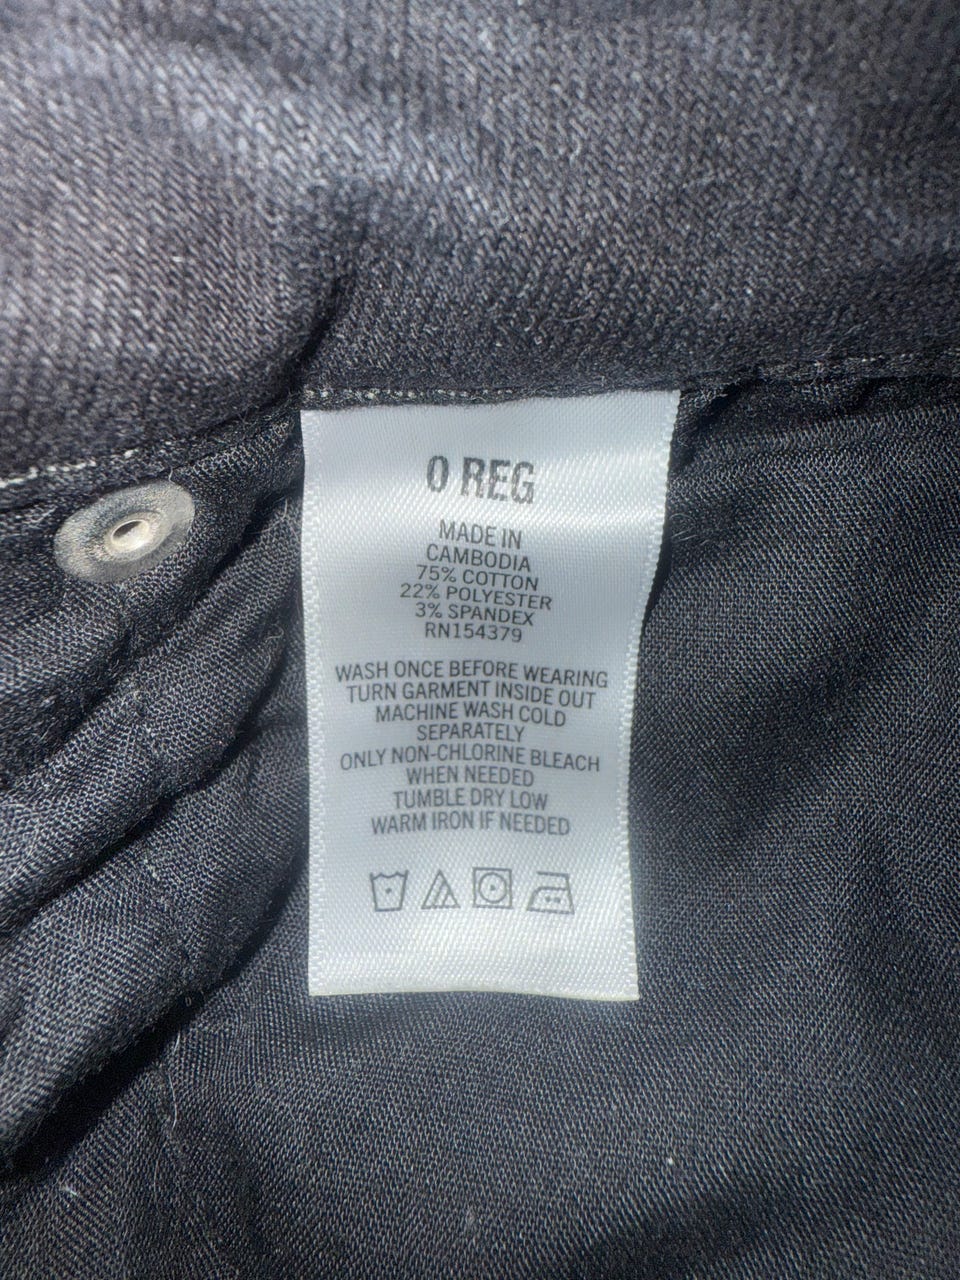 0 REG
MADE IN
CAMBODIA
75% COTTON
22% POLYESTER
3% SPANDEX
RN154379
WASH ONCE BEFORE WEARING
TURN GARMENT INSIDE OUT
MACHINE WASH COLD
SEPARATELY
ONLY NON-CHLORINE BLEACH
WHEN NEEDED
TUMBLE DRY LOW
WARM IRON IF NEEDED